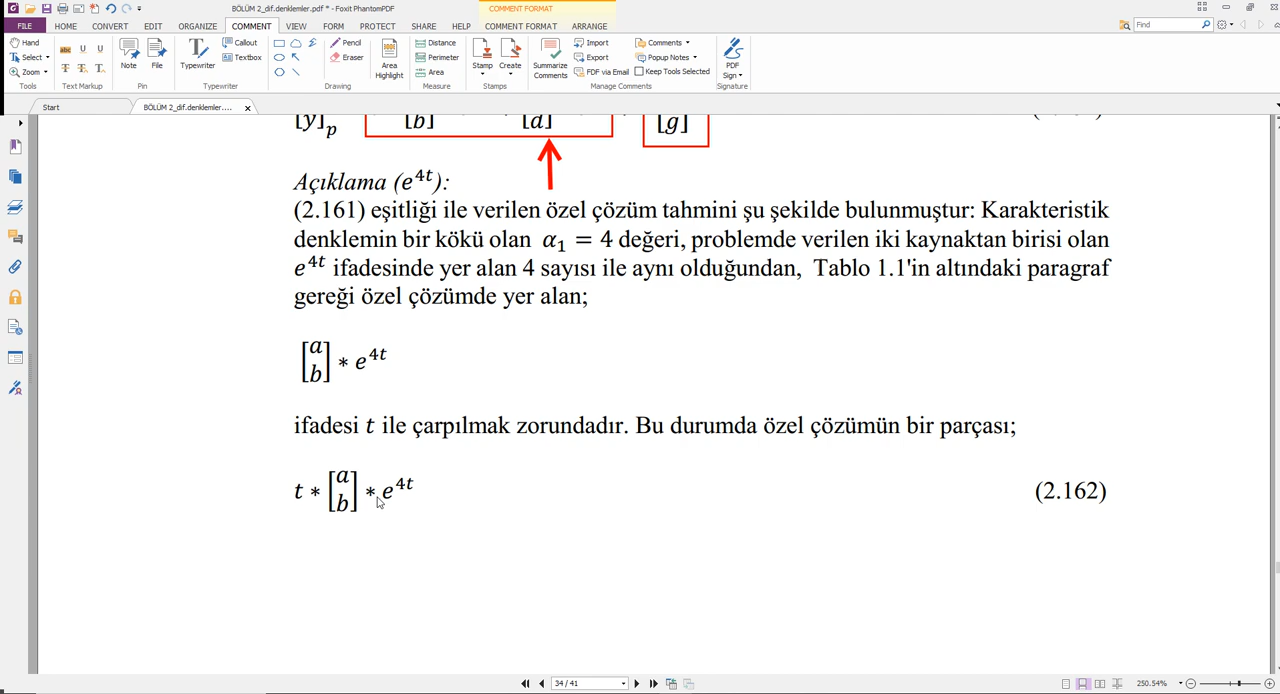 BÖLÜM 2_dif.denklemler.pdf * - Foxit PhantomPDF
COMMENT FORMAT
FILE HOME CONVERT EDIT ORGANIZE COMMENT VIEW FORM PROTECT SHARE HELP COMMENT FORMAT ARRANGE Find
Hand
Select
Zoom
Tools
Text Markup
Note
File
Pin
Typewriter
Callout
Textbox
Typewriter
Pencil
Eraser
Drawing
Area Highlight
Distance
Perimeter
Area
Measure
Stamp
Create
Stamps
Summarize Comments
Import
Export
FDF via Email
Comments
Popup Notes
Keep Tools Selected
Manage Comments
PDF Sign
Signature
Start
BÖLÜM 2_dif.denklemler....
[y]p [b] [d] [g]
Açıklama (e^4t):
(2.161) eşitliği ile verilen özel çözüm tahmini şu şekilde bulunmuştur: Karakteristik
denklemin bir kökü olan α₁ = 4 değeri, problemde verilen iki kaynaktan birisi olan
e^4t ifadesinde yer alan 4 sayısı ile aynı olduğundan, Tablo 1.1'in altındaki paragraf
gereği özel çözümde yer alan;
[a b] * e^4t
ifadesi t ile çarpılmak zorundadır. Bu durumda özel çözümün bir parçası;
t * [a b] * e^4t (2.162)
34 / 41
250.54%